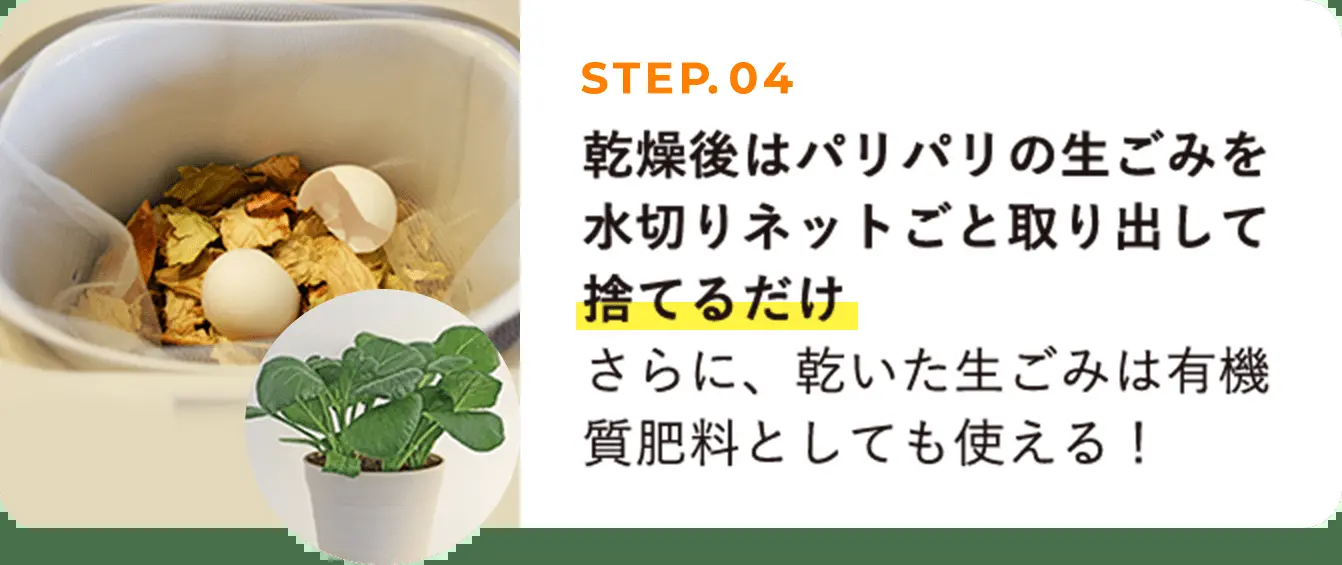 STEP. 04
乾燥後はパリパリの生ごみを
水切りネットごと取り出して
捨てるだけ
さらに、乾いた生ごみは有機
質肥料としても使える！